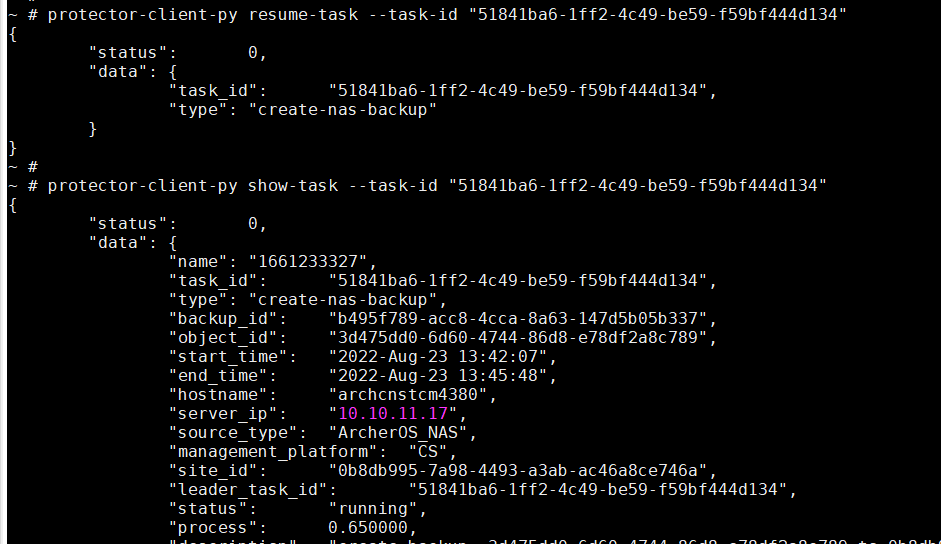 ~ # protector-client-py resume-task --task-id "51841ba6-1ff2-4c49-be59-f59bf444d134"
{
"status": 0,
"data": {
"task_id": "51841ba6-1ff2-4c49-be59-f59bf444d134",
"type": "create-nas-backup"
}
}
~ #
~ # protector-client-py show-task --task-id "51841ba6-1ff2-4c49-be59-f59bf444d134"
{
"status": 0,
"data": {
"name": "1661233327",
"task_id": "51841ba6-1ff2-4c49-be59-f59bf444d134",
"type": "create-nas-backup",
"backup_id": "b495f789-acc8-4cca-8a63-147d5b05b337",
"object_id": "3d475dd0-6d60-4744-86d8-e78df2a8c789",
"start_time": "2022-Aug-23 13:42:07",
"end_time": "2022-Aug-23 13:45:48",
"hostname": "archcnstcm4380",
"server_ip": "10.10.11.17",
"source_type": "ArcherOS_NAS",
"management_platform": "CS",
"site_id": "0b8db995-7a98-4493-a3ab-ac46a8ce746a",
"leader_task_id": "51841ba6-1ff2-4c49-be59-f59bf444d134",
"status": "running",
"process": 0.650000,